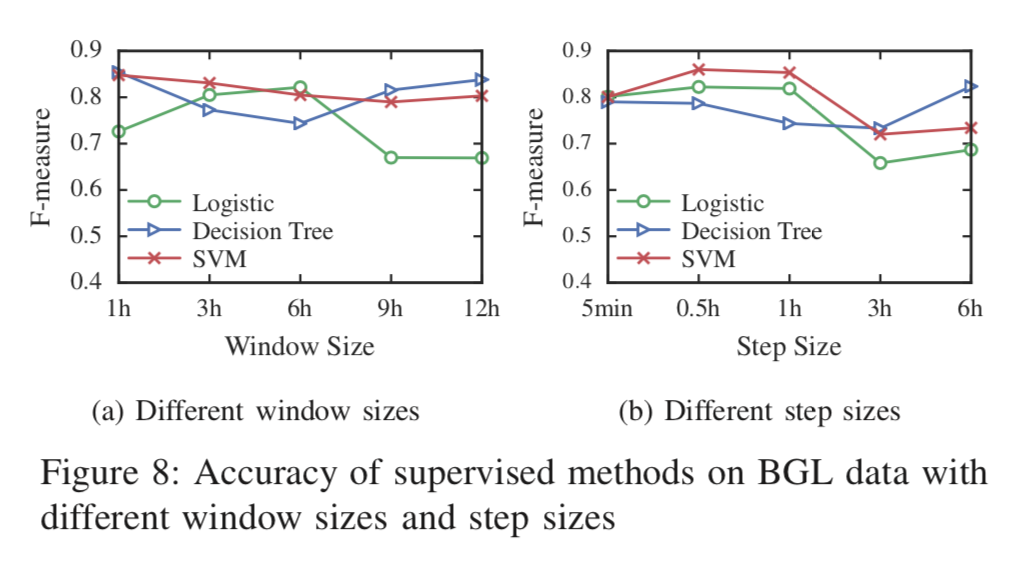 0.9
0.8
0.7
0.6
0.5
0.4
F-measure
Logistic
Decision Tree
SVM
1h 3h 6h 9h 12h
Window Size
(a) Different window sizes
0.9
0.8
0.7
0.6
0.5
0.4
F-measure
Logistic
Decision Tree
SVM
5min 0.5h 1h 3h 6h
Step Size
(b) Different step sizes
Figure 8: Accuracy of supervised methods on BGL data with
different window sizes and step sizes